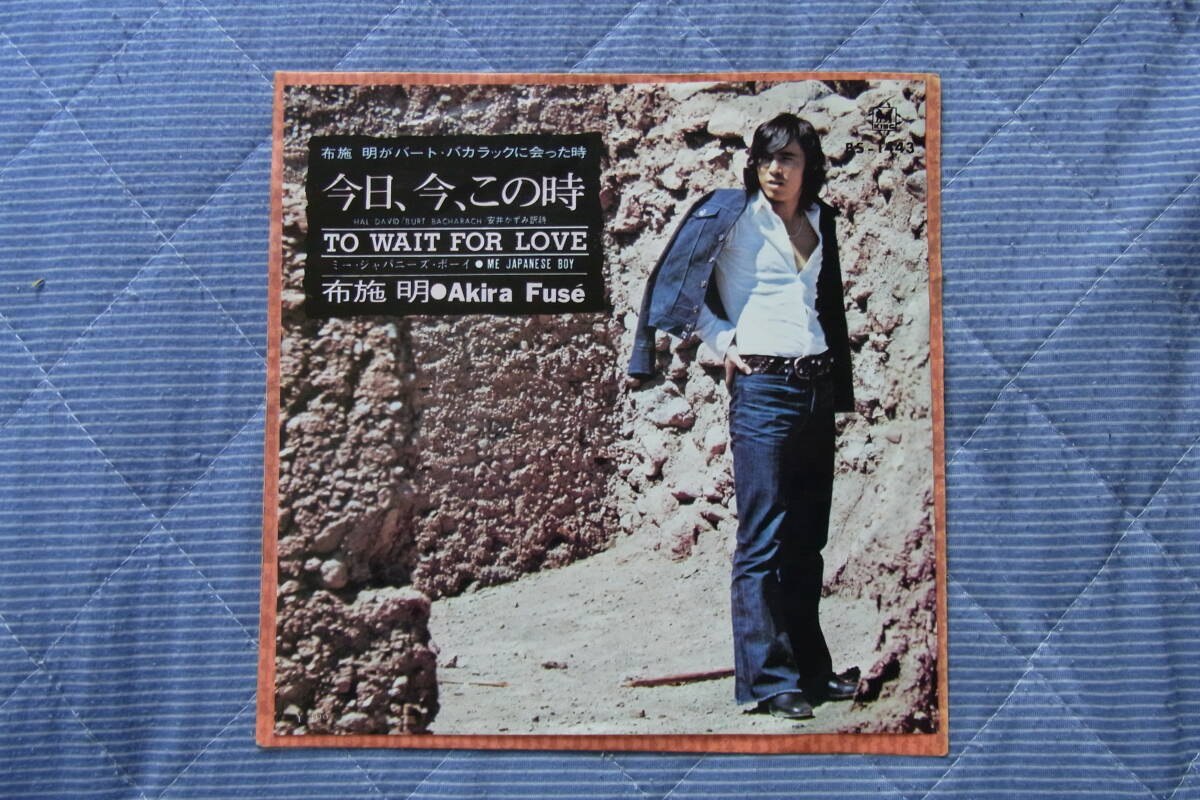 布施 明がバート・バカラックに会った時
今日、今、この時
HAL DAVID/BURT BACHARACH/安井かずみ訳詩
TO WAIT FOR LOVE
ミー・ジャパニーズ・ボーイ●ME JAPANESE BOY
布施 明●Akira Fusé
KING
BS-1443